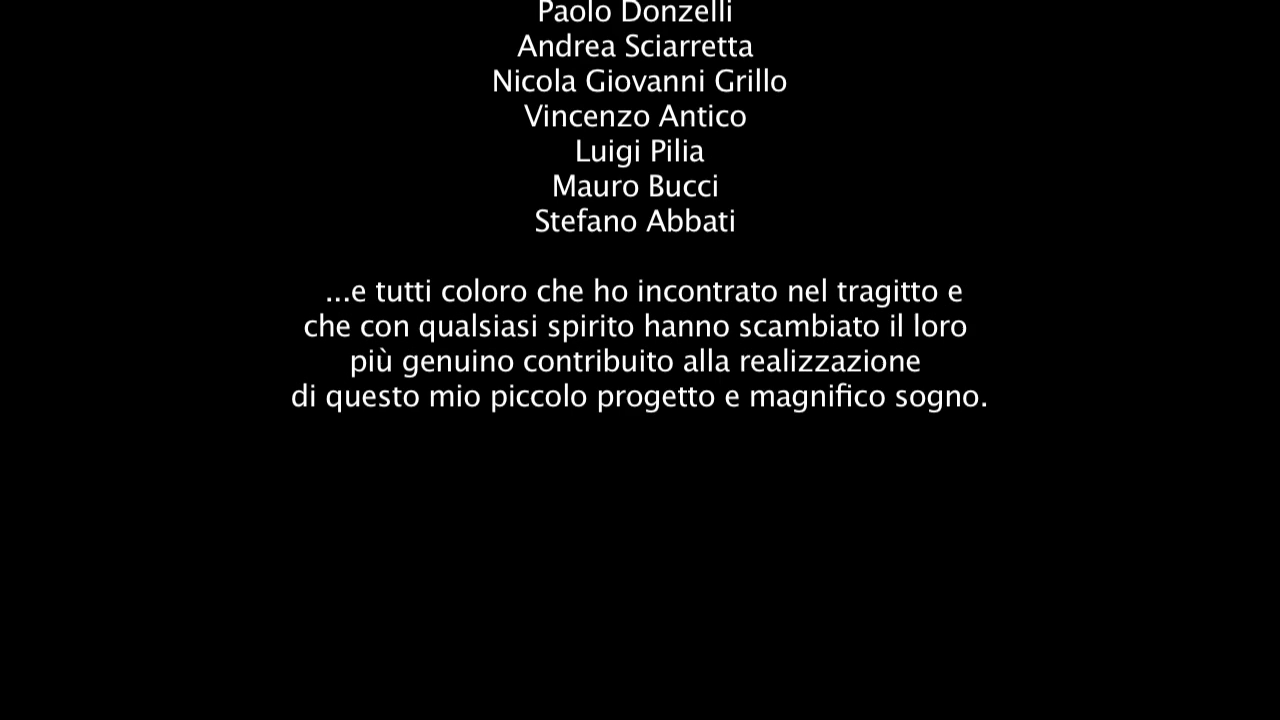 Paolo Donzelli
Andrea Sciarretta
Nicola Giovanni Grillo
Vincenzo Antico
Luigi Pilia
Mauro Bucci
Stefano Abbati
...e tutti coloro che ho incontrato nel tragitto e
che con qualsiasi spirito hanno scambiato il loro
più genuino contribuito alla realizzazione
di questo mio piccolo progetto e magnifico sogno.